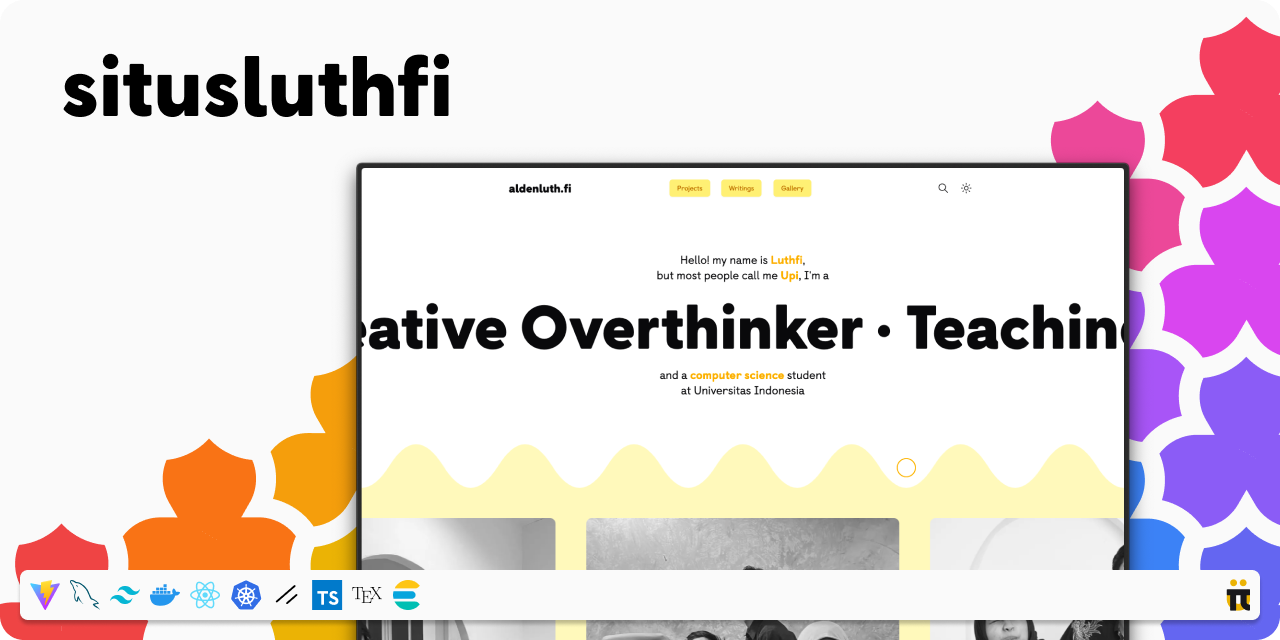 situsluthfi
aldenluth.fi
Projects
Writings
Gallery
Hello! my name is Luthfi,
but most people call me Upi, I'm a
eative Overthinker • Teachin
and a computer science student
at Universitas Indonesia
TS
TEX